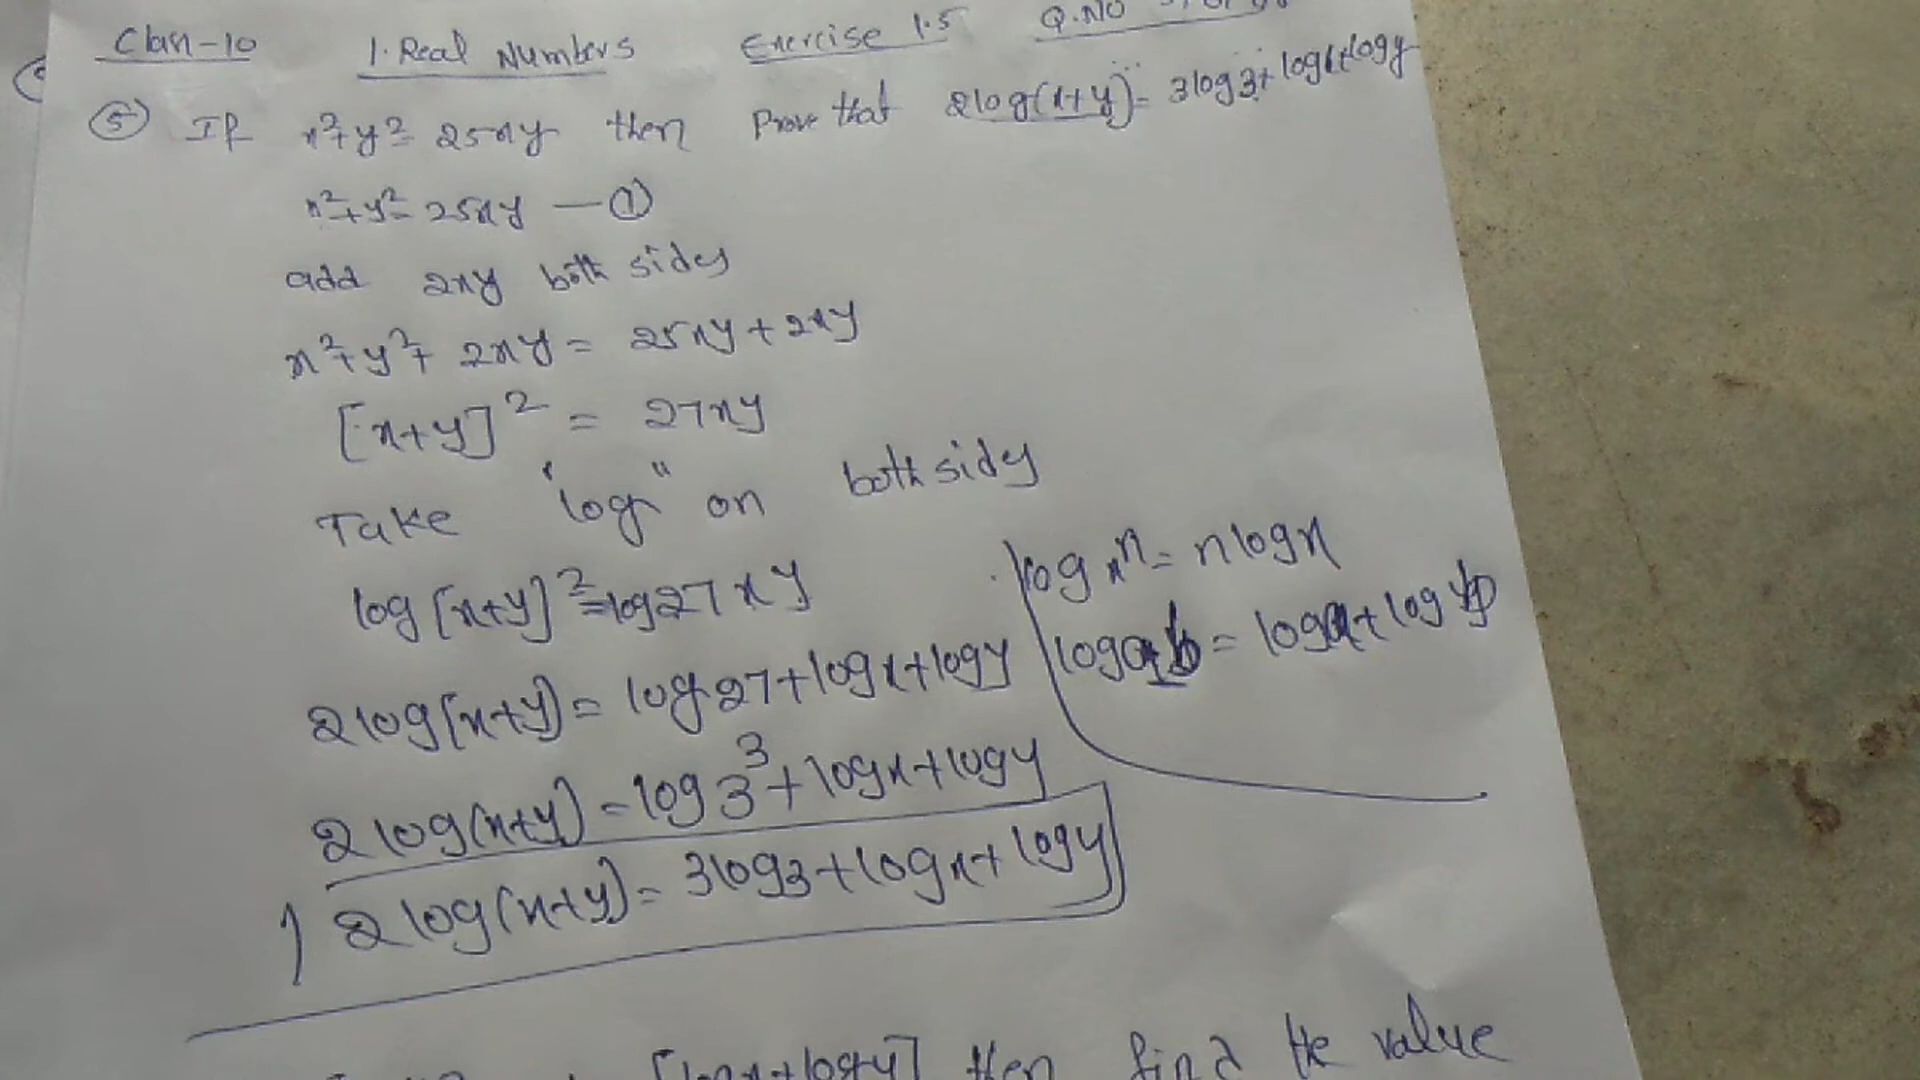 Class-10 1. Real Numbers Exercise 1.5 Q.NO
⑤ If x²+y²= 25xy then Prove that 2log(x+y)= 3log3+logx+logy
x²+y²= 25xy —①
add 2xy both sides
x²+y²+ 2xy = 25xy+2xy
[x+y]² = 27xy
Take "log" on both sides
log[x+y]²=log27xy
log xⁿ= nlogx
2log[x+y)= log27+logx+logy
logab = loga+logb
2log(x+y)=log3³+logx+logy
2log(x+y)= 3log3+logx+logy
then find the value